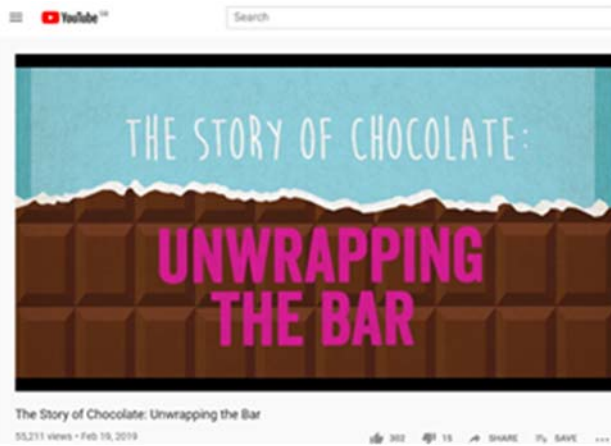 YouTube
Search
THE STORY OF CHOCOLATE:
UNWRAPPING
THE BAR
The Story of Chocolate: Unwrapping the Bar
55,211 views • Feb 19, 2019
302 15 SHARE SAVE ...